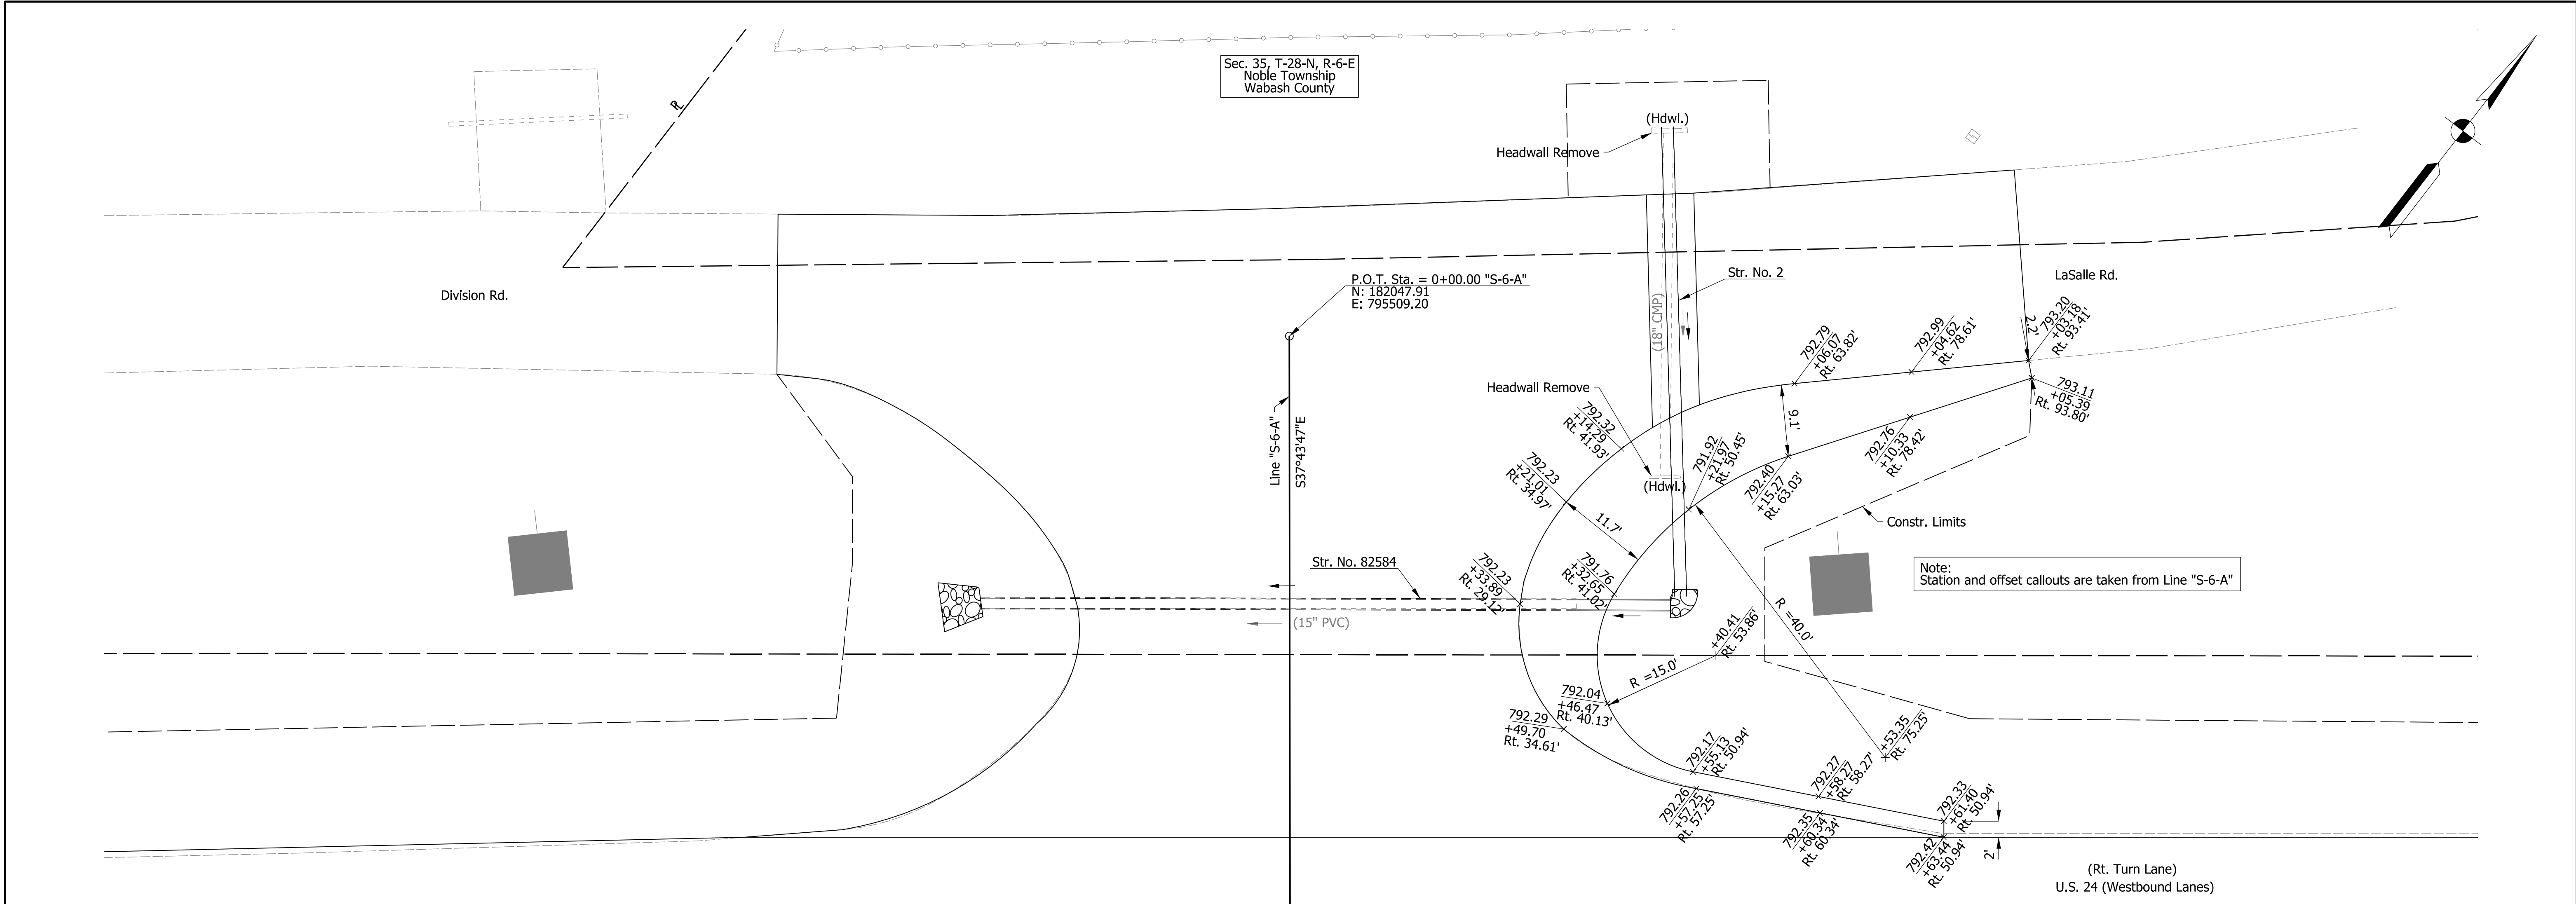 Sec. 35, T-28-N, R-6-E
Noble Township
Wabash County
PL
(Hdwl.)
Headwall Remove
Division Rd.
P.O.T. Sta. = 0+00.00 "S-6-A"
N: 182047.91
E: 795509.20
Str. No. 2
LaSalle Rd.
(18" CMP)
Line "S-6-A"
S37°43'47"E
792.79
+06.07
Rt. 63.82'
792.99
+04.62
Rt. 78.61'
2.2'
793.20
+03.18
Rt. 93.41'
793.11
+05.39
Rt. 93.80'
Headwall Remove
(Hdwl.)
792.32
+14.29
Rt. 41.93'
9.1'
791.92
+21.97
Rt. 50.45'
792.40
+15.27
Rt. 63.03'
792.76
+10.33
Rt. 78.42'
792.23
+21.01
Rt. 34.97'
11.7'
Constr. Limits
Str. No. 82584
792.23
+33.89
Rt. 29.12'
791.76
+32.65
Rt. 41.02'
Note:
Station and offset callouts are taken from Line "S-6-A"
(15" PVC)
R =40.0'
+40.41
Rt. 53.86'
R =15.0'
792.04
+46.47
Rt. 40.13'
792.29
+49.70
Rt. 34.61'
792.17
+55.13
Rt. 50.94'
+53.35
Rt. 75.25'
792.27
+58.27
Rt. 58.27'
792.26
+57.25
Rt. 57.25'
792.35
+60.34
Rt. 60.34'
792.33
+61.40
Rt. 50.94'
792.42
+63.44
Rt. 50.94'
2'
(Rt. Turn Lane)
U.S. 24 (Westbound Lanes)